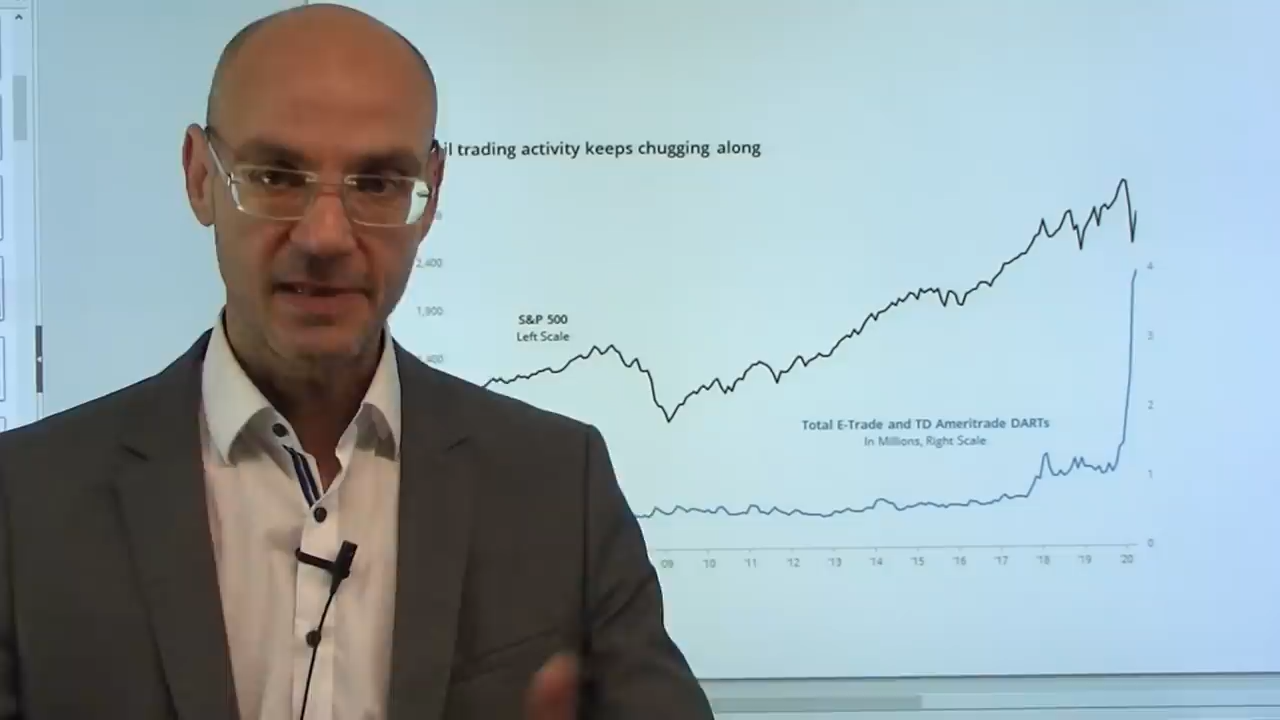 il trading activity keeps chugging along
2,400
1,900
1,400
S&P 500
Left Scale
Total E-Trade and TD Ameritrade DARTs
In Millions, Right Scale
4
3
2
1
0
'09 '10 '11 '12 '13 '14 '15 '16 '17 '18 '19 '20